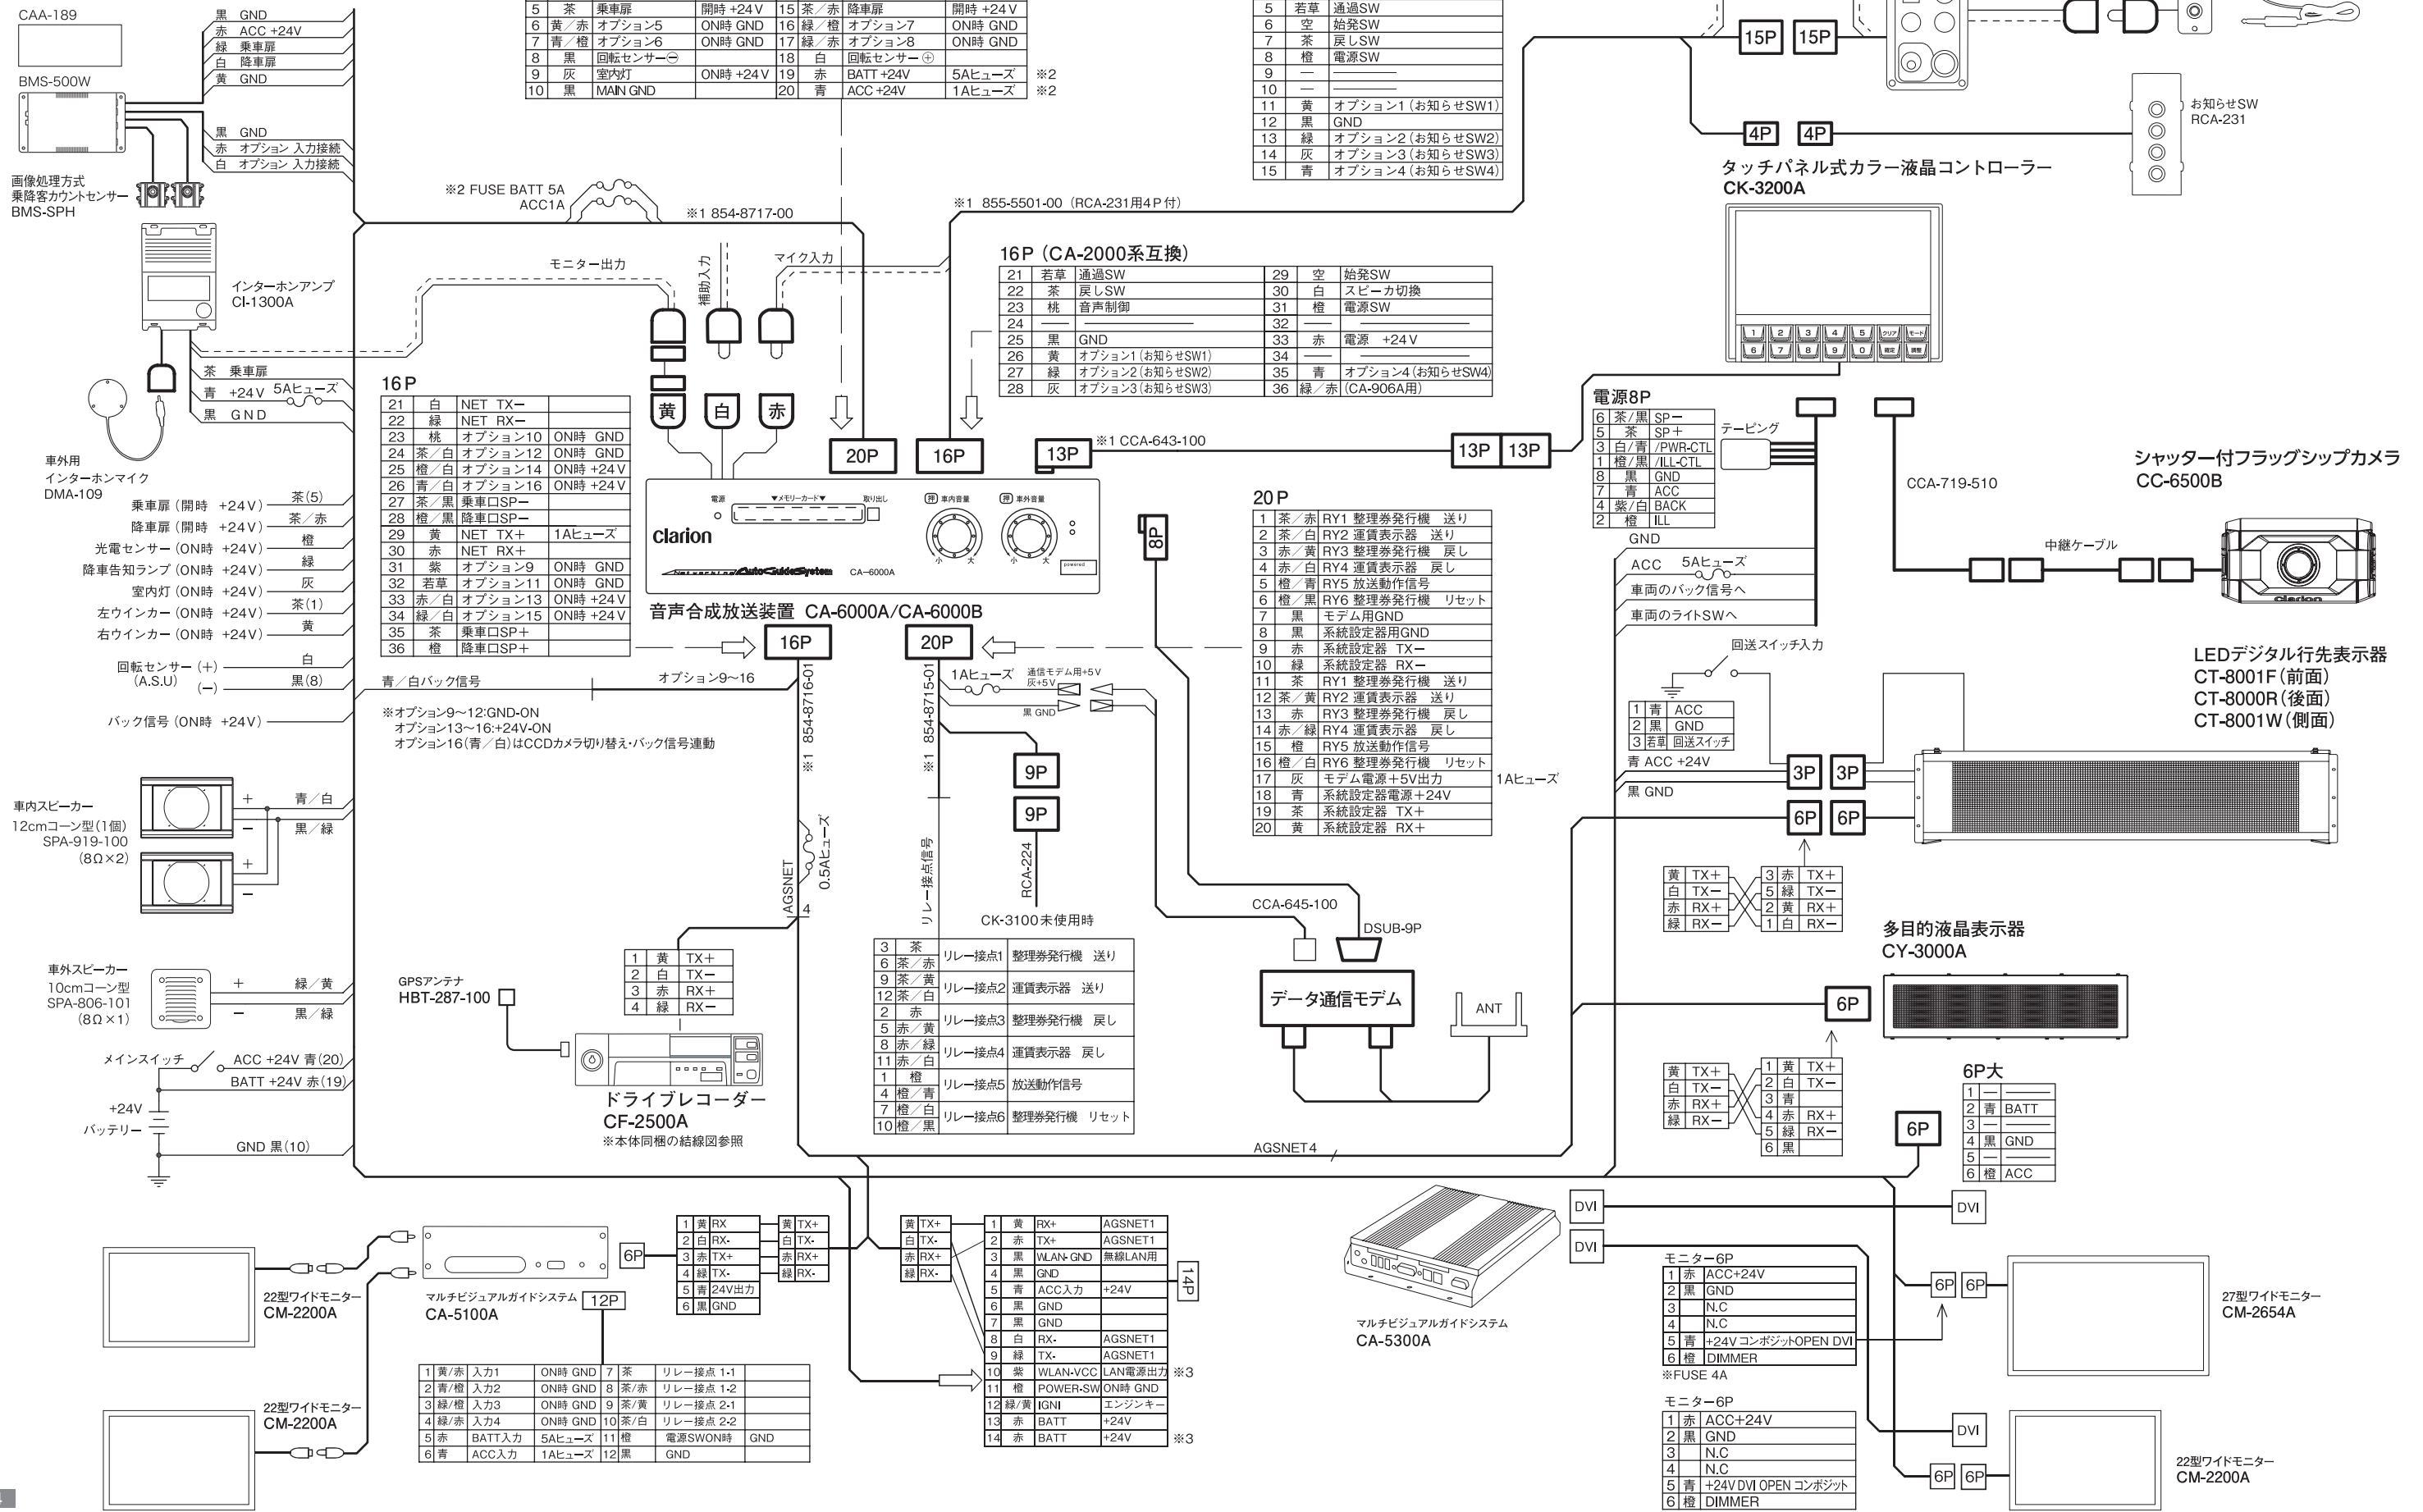 CAA-189
黒 GND
赤 ACC +24V
緑 乗車扉
白 降車扉
黄 GND
BMS-500W
黒 GND
赤 オプション 入力接続
白 オプション 入力接続
画像処理方式
乗降客カウントセンサー
BMS-SPH
5 茶 乗車扉 開時 +24V 15 茶/赤 降車扉 開時 +24V
6 黄/赤 オプション5 ON時 GND 16 緑/橙 オプション7 ON時 GND
7 青/橙 オプション6 ON時 GND 17 緑/赤 オプション8 ON時 GND
8 黒 回転センサー⊖ 18 白 回転センサー⊕
9 灰 室内灯 ON時 +24V 19 赤 BATT +24V 5Aヒューズ ※2
10 黒 MAIN GND 20 青 ACC +24V 1Aヒューズ ※2
5 若草 通過SW
6 空 始発SW
7 茶 戻しSW
8 橙 電源SW
9 — ———
10 — ———
11 黄 オプション1(お知らせSW1)
12 黒 GND
13 緑 オプション2(お知らせSW2)
14 灰 オプション3(お知らせSW3)
15 青 オプション4(お知らせSW4)
15P 15P
4P 4P
お知らせSW
RCA-231
※2 FUSE BATT 5A
ACC1A
※1 854-8717-00
※1 855-5501-00(RCA-231用4P付)
タッチパネル式カラー液晶コントローラー
CK-3200A
1 2 3 4 5 クリア モード
6 7 8 9 0 確定 調整
インターホンアンプ
CI-1300A
モニター出力
補助入力
マイク入力
黄 白 赤
茶 乗車扉
青 +24V 5Aヒューズ
黒 GND
車外用
インターホンマイク
DMA-109
16P(CA-2000系互換)
21 若草 通過SW 29 空 始発SW
22 茶 戻しSW 30 白 スピーカ切換
23 桃 音声制御 31 橙 電源SW
24 — ——— 32 — ———
25 黒 GND 33 赤 電源 +24V
26 黄 オプション1(お知らせSW1) 34 — ———
27 緑 オプション2(お知らせSW2) 35 青 オプション4(お知らせSW4)
28 灰 オプション3(お知らせSW3) 36 緑/赤 (CA-906A用)
16P
21 白 NET TX−
22 緑 NET RX−
23 桃 オプション10 ON時 GND
24 茶/白 オプション12 ON時 GND
25 橙/白 オプション14 ON時 +24V
26 青/白 オプション16 ON時 +24V
27 茶/黒 乗車口SP−
28 橙/黒 降車口SP−
29 黄 NET TX+ 1Aヒューズ
30 赤 NET RX+
31 紫 オプション9 ON時 GND
32 若草 オプション11 ON時 GND
33 赤/白 オプション13 ON時 +24V
34 緑/白 オプション15 ON時 +24V
35 茶 乗車口SP+
36 橙 降車口SP+
20P 16P 13P
※1 CCA-643-100
13P 13P
電源 ▼メモリーカード▼ 取り出し 押 車内音量 押 車外音量
小 大 小 大
clarion
Networking AutoGuideSystem CA-6000A
powered
音声合成放送装置 CA-6000A/CA-6000B
16P 20P
8P
20P
1 茶/赤 RY1 整理券発行機 送り
2 茶/白 RY2 運賃表示器 送り
3 赤/黄 RY3 整理券発行機 戻し
4 赤/白 RY4 運賃表示器 戻し
5 橙/青 RY5 放送動作信号
6 橙/黒 RY6 整理券発行機 リセット
7 黒 モデム用GND
8 黒 系統設定器用GND
9 赤 系統設定器 TX−
10 緑 系統設定器 RX−
11 茶 RY1 整理券発行機 送り
12 茶/黄 RY2 運賃表示器 送り
13 赤 RY3 整理券発行機 戻し
14 赤/緑 RY4 運賃表示器 戻し
15 橙 RY5 放送動作信号
16 橙/白 RY6 整理券発行機 リセット
17 灰 モデム電源+5V出力 1Aヒューズ
18 青 系統設定器電源+24V
19 茶 系統設定器 TX+
20 黄 系統設定器 RX+
電源8P
6 茶/黒 SP−
5 茶 SP+
3 白/青 /PWR-CTL
1 橙/黒 /ILL-CTL
8 黒 GND
7 青 ACC
4 紫/白 BACK
2 橙 ILL
テーピング
GND
ACC 5Aヒューズ
車両のバック信号へ
車両のライトSWへ
CCA-719-510
シャッター付フラッグシップカメラ
CC-6500B
中継ケーブル
clarion
乗車扉(開時 +24V) 茶(5)
降車扉(開時 +24V) 茶/赤
光電センサー(ON時 +24V) 橙
降車告知ランプ(ON時 +24V) 緑
室内灯(ON時 +24V) 灰
左ウインカー(ON時 +24V) 茶(1)
右ウインカー(ON時 +24V) 黄
回転センサー(+) 白
(A.S.U) (−) 黒(8)
バック信号(ON時 +24V)
青/白バック信号 オプション9~16
※オプション9~12:GND-ON
オプション13~16:+24V-ON
オプション16(青/白)はCCDカメラ切り替え・バック信号連動
※1 854-8716-01
※1 854-8715-01
1Aヒューズ
通信モデム用+5V
灰+5V
黒 GND
9P
9P
RCA-224
CK-3100未使用時
リレー接点信号
0.5Aヒューズ
AGSNET
4
回送スイッチ入力
1 青 ACC
2 黒 GND
3 若草 回送スイッチ
青 ACC +24V
黒 GND
3P 3P
6P 6P
LEDデジタル行先表示器
CT-8001F(前面)
CT-8000R(後面)
CT-8001W(側面)
黄 TX+ 3 赤 TX+
白 TX− 5 緑 TX−
赤 RX+ 2 黄 RX+
緑 RX− 1 白 RX−
車内スピーカー
12cmコーン型(1個)
SPA-919-100
(8Ω×2)
+ 青/白
− 黒/緑
+
−
車外スピーカー
10cmコーン型
SPA-806-101
(8Ω×1)
+ 緑/黄
− 黒/緑
メインスイッチ ACC +24V 青(20)
BATT +24V 赤(19)
+24V
バッテリー
GND 黒(10)
GPSアンテナ
HBT-287-100
1 黄 TX+
2 白 TX−
3 赤 RX+
4 緑 RX−
ドライブレコーダー
CF-2500A
※本体同梱の結線図参照
3 茶
6 茶/赤 リレー接点1 整理券発行機 送り
9 茶/黄
12 茶/白 リレー接点2 運賃表示器 送り
2 赤
5 赤/黄 リレー接点3 整理券発行機 戻し
8 赤/緑
11 赤/白 リレー接点4 運賃表示器 戻し
1 橙
4 橙/青 リレー接点5 放送動作信号
7 橙/白
10 橙/黒 リレー接点6 整理券発行機 リセット
CCA-645-100
DSUB-9P
データ通信モデム
ANT
AGSNET4
多目的液晶表示器
CY-3000A
6P
黄 TX+ 1 黄 TX+
白 TX− 2 白 TX−
赤 RX+ 3 青
緑 RX− 4 赤 RX+
5 緑 RX−
6 黒
6P大
1 — ———
2 青 BATT
3 — ———
4 黒 GND
5 — ———
6 橙 ACC
6P
22型ワイドモニター
CM-2200A
22型ワイドモニター
CM-2200A
マルチビジュアルガイドシステム
CA-5100A
12P
6P
1 黄 RX 黄 TX+
2 白 RX- 白 TX-
3 赤 TX+ 赤 RX+
4 緑 TX- 緑 RX-
5 青 24V出力
6 黒 GND
1 黄/赤 入力1 ON時 GND 7 茶 リレー接点 1-1
2 青/橙 入力2 ON時 GND 8 茶/赤 リレー接点 1-2
3 緑/橙 入力3 ON時 GND 9 茶/黄 リレー接点 2-1
4 緑/赤 入力4 ON時 GND 10 茶/白 リレー接点 2-2
5 赤 BATT入力 5Aヒューズ 11 橙 電源SWON時 GND
6 青 ACC入力 1Aヒューズ 12 黒 GND
黄 TX+
白 TX-
赤 RX+
緑 RX-
1 黄 RX+ AGSNET1
2 赤 TX+ AGSNET1
3 黒 WLAN-GND 無線LAN用
4 黒 GND
5 青 ACC入力 +24V
6 黒 GND
7 黒 GND
8 白 RX- AGSNET1
9 緑 TX- AGSNET1
10 紫 WLAN-VCC LAN電源出力 ※3
11 橙 POWER-SW ON時 GND
12 緑/黄 IGNI エンジンキー
13 赤 BATT +24V
14 赤 BATT +24V ※3
14P
マルチビジュアルガイドシステム
CA-5300A
DVI DVI
DVI
モニター6P
1 赤 ACC+24V
2 黒 GND
3 N.C
4 N.C
5 青 +24V コンポジットOPEN DVI
6 橙 DIMMER
※FUSE 4A
6P 6P
27型ワイドモニター
CM-2654A
モニター6P
1 赤 ACC+24V
2 黒 GND
3 N.C
4 N.C
5 青 +24V DVI OPEN コンポジット
6 橙 DIMMER
DVI
6P 6P
22型ワイドモニター
CM-2200A